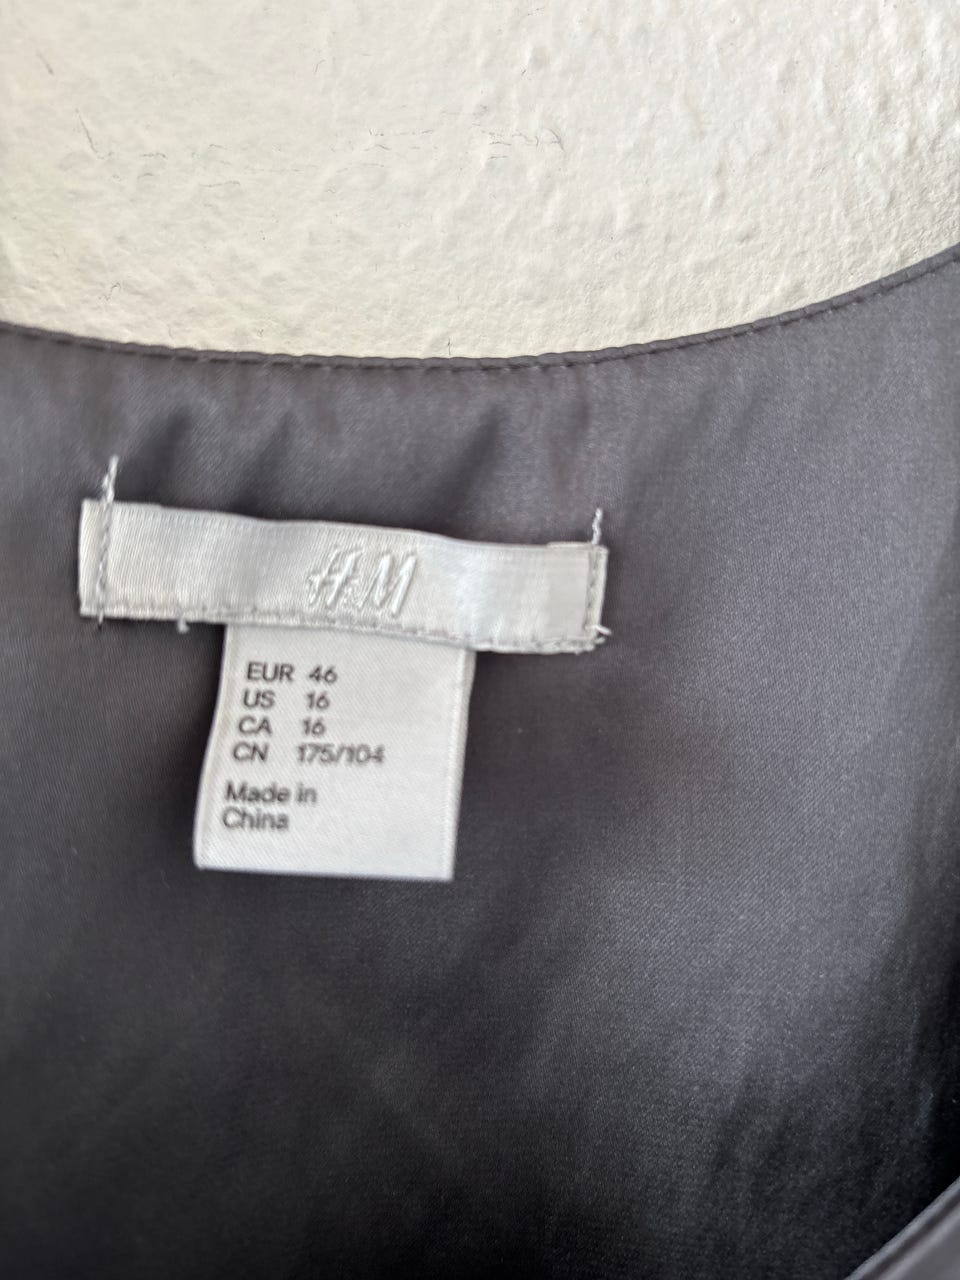 H&M
EUR 46
US 16
CA 16
CN 175/104
Made in
China